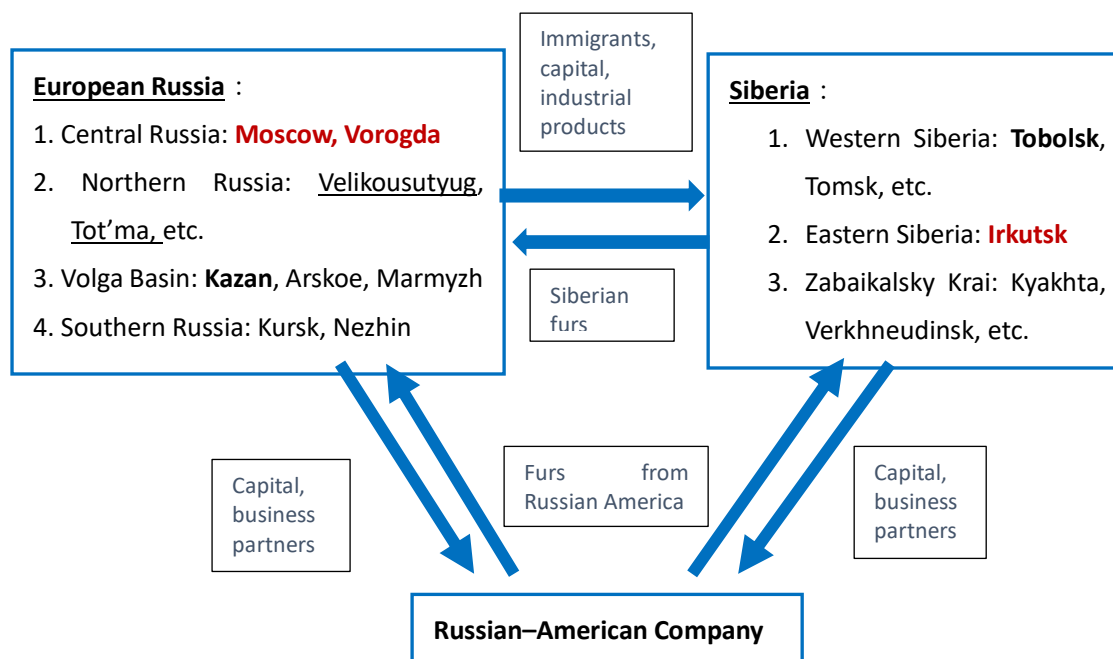 Immigrants,
capital,
industrial
products
European Russia :
1. Central Russia: Moscow, Vorogda
2. Northern Russia: Velikousutyug,
Tot’ma, etc.
3. Volga Basin: Kazan, Arskoe, Marmyzh
4. Southern Russia: Kursk, Nezhin
Siberia :
1. Western Siberia: Tobolsk,
Tomsk, etc.
2. Eastern Siberia: Irkutsk
3. Zabaikalsky Krai: Kyakhta,
Verkhneudinsk, etc.
Siberian
furs
Capital,
business
partners
Furs from
Russian America
Capital,
business
partners
Russian–American Company